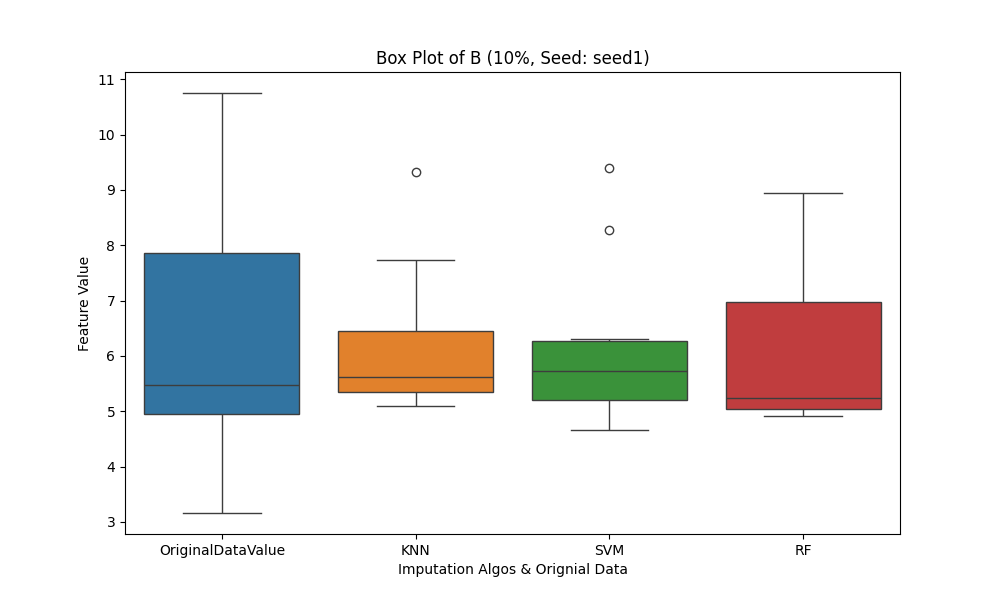 Box Plot of B (10%, Seed: seed1)
Feature Value
11
10
9
8
7
6
5
4
3
OriginalDataValue KNN SVM RF
Imputation Algos & Orignial Data